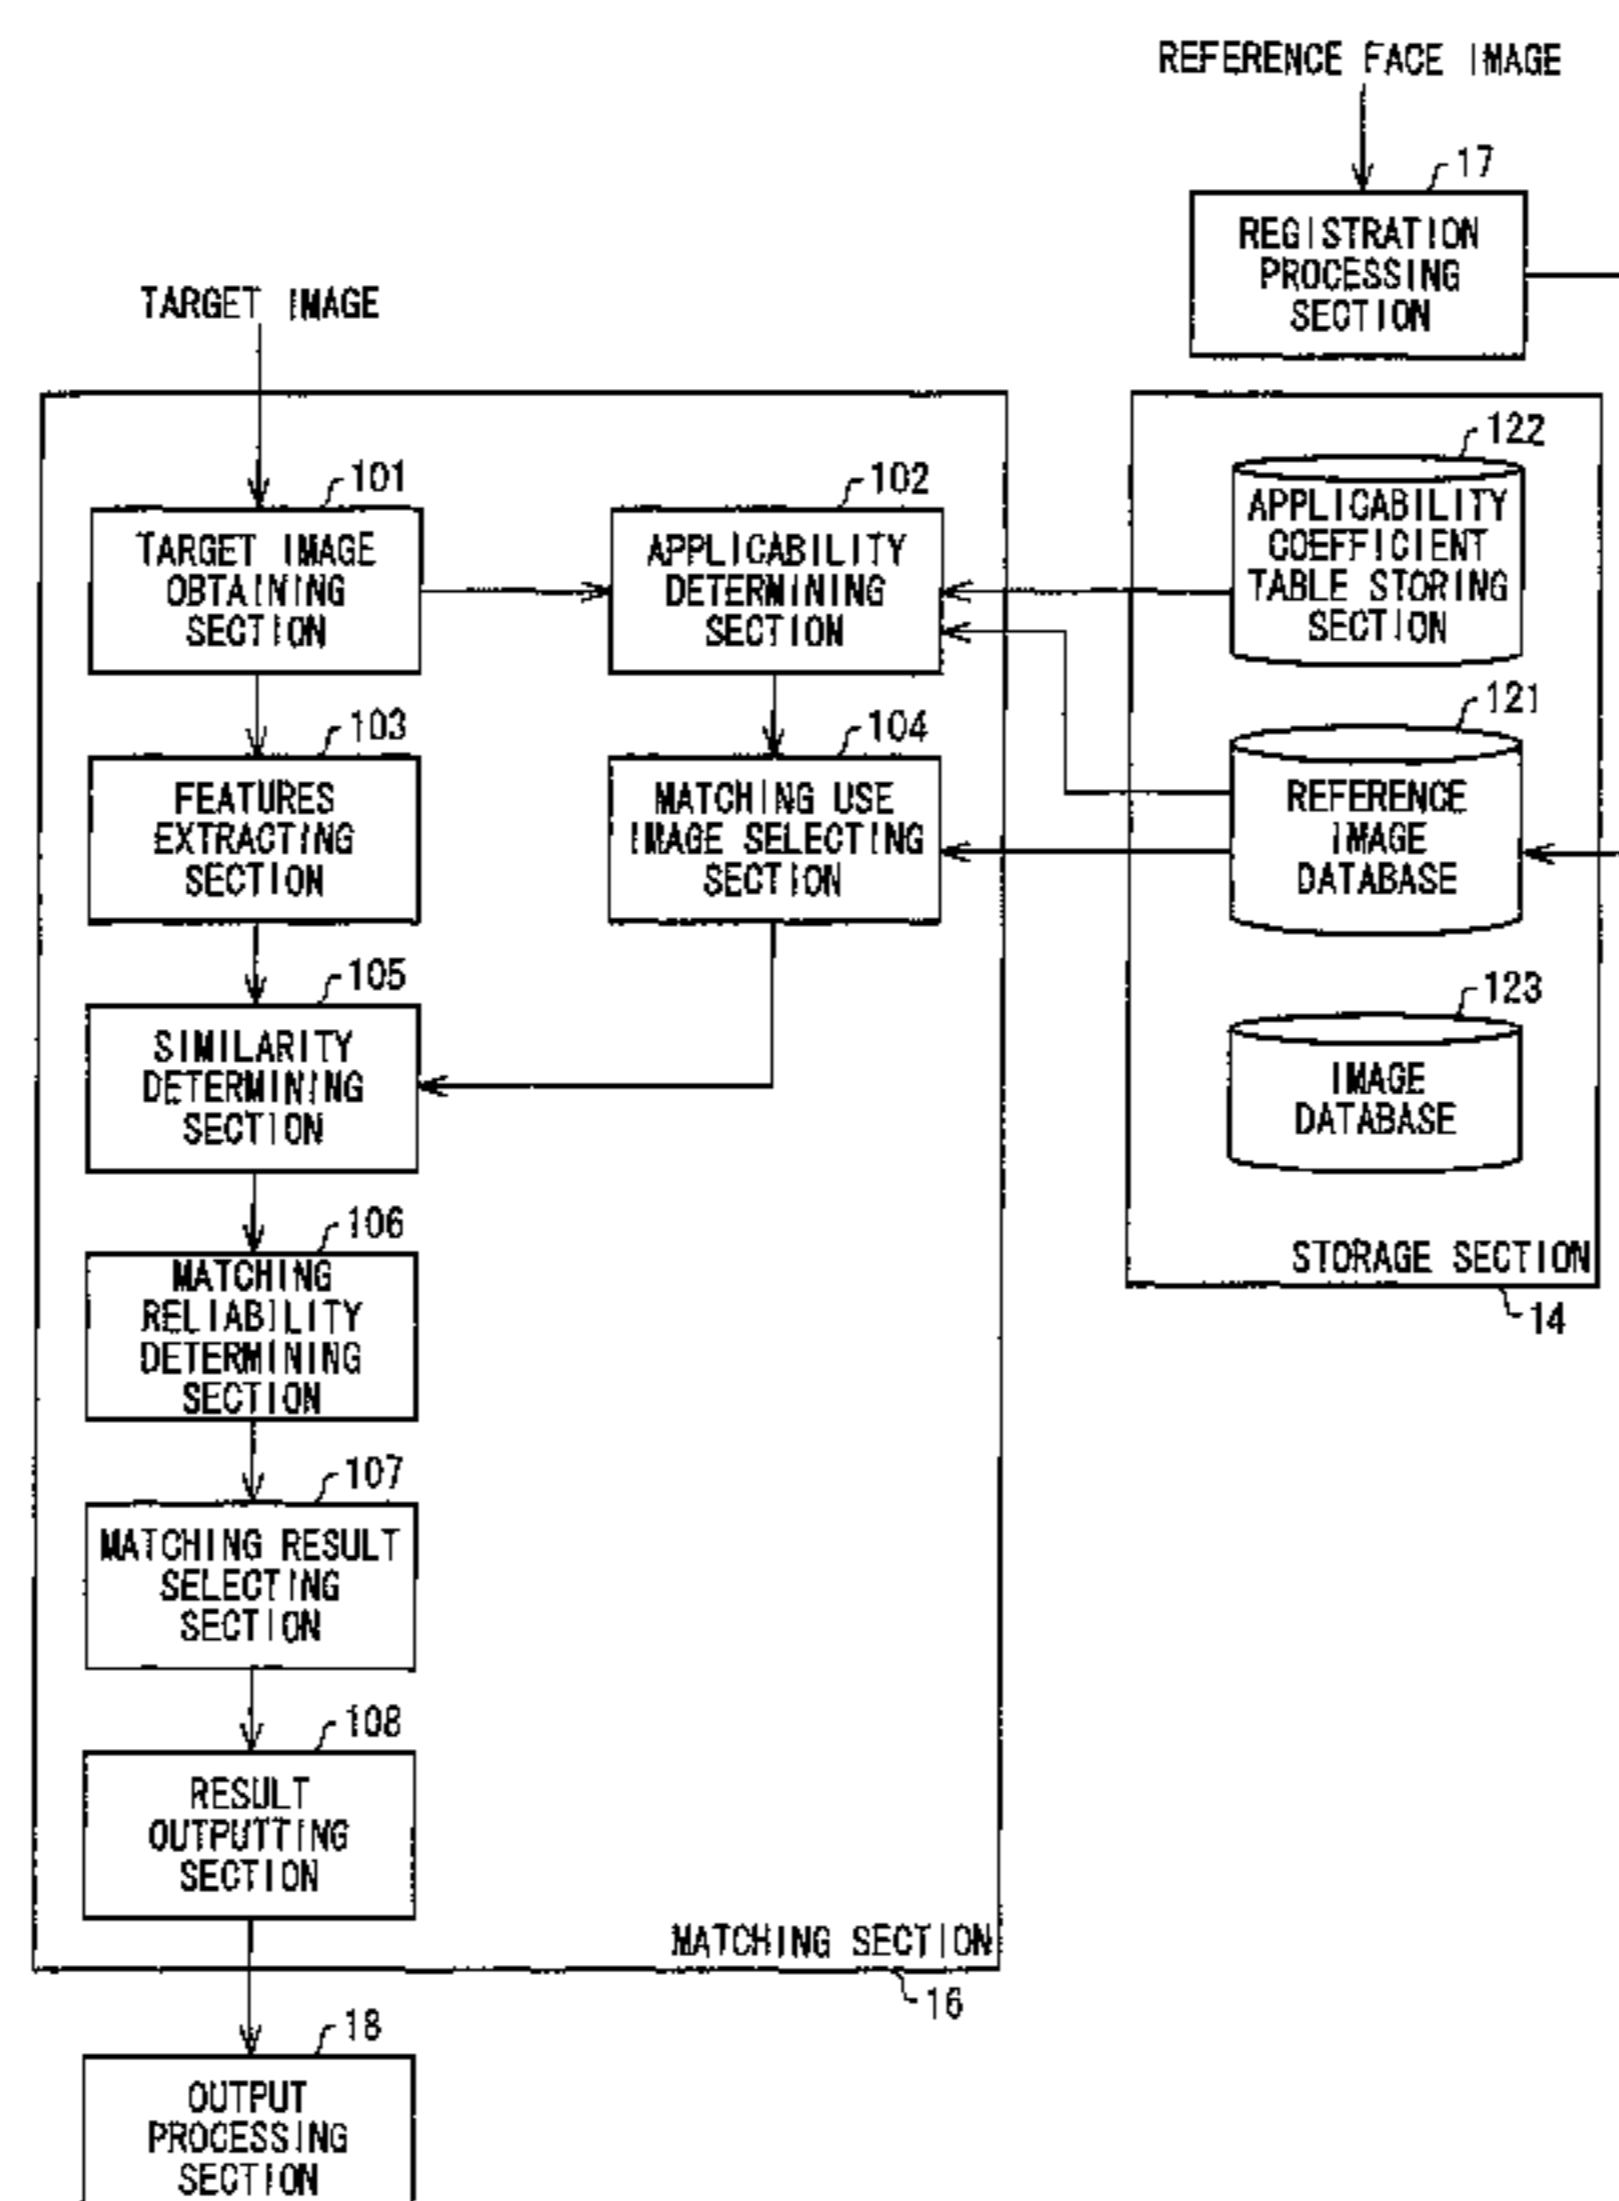 REFERENCE FACE IMAGE
17
REGISTRATION
PROCESSING
SECTION
TARGET IMAGE
101
TARGET IMAGE
OBTAINING
SECTION
102
APPLICABILITY
DETERMINING
SECTION
122
APPLICABILITY
COEFFICIENT
TABLE STORING
SECTION
103
FEATURES
EXTRACTING
SECTION
104
MATCHING USE
IMAGE SELECTING
SECTION
121
REFERENCE
IMAGE
DATABASE
105
SIMILARITY
DETERMINING
SECTION
123
IMAGE
DATABASE
STORAGE SECTION
14
106
MATCHING
RELIABILITY
DETERMINING
SECTION
107
MATCHING RESULT
SELECTING
SECTION
108
RESULT
OUTPUTTING
SECTION
MATCHING SECTION
16
18
OUTPUT
PROCESSING
SECTION